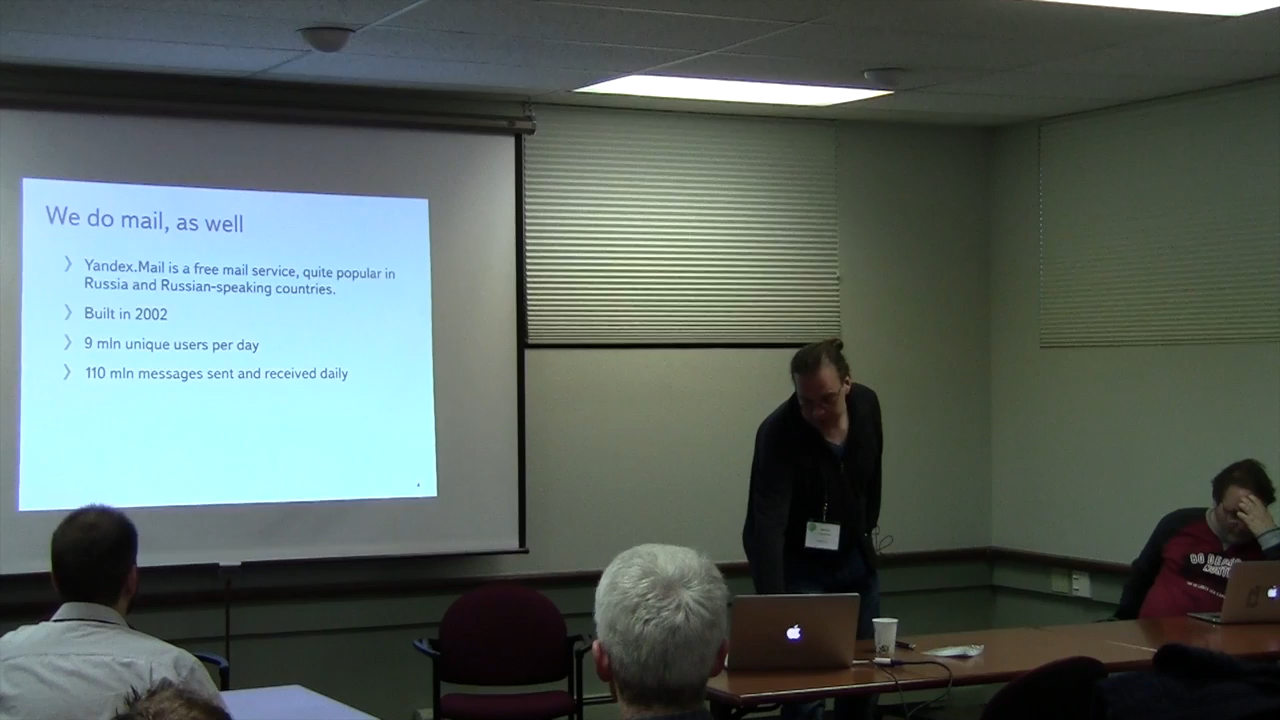 We do mail, as well
〉 Yandex.Mail is a free mail service, quite popular in
Russia and Russian-speaking countries.
〉 Built in 2002
〉 9 mln unique users per day
〉 110 mln messages sent and received daily
4